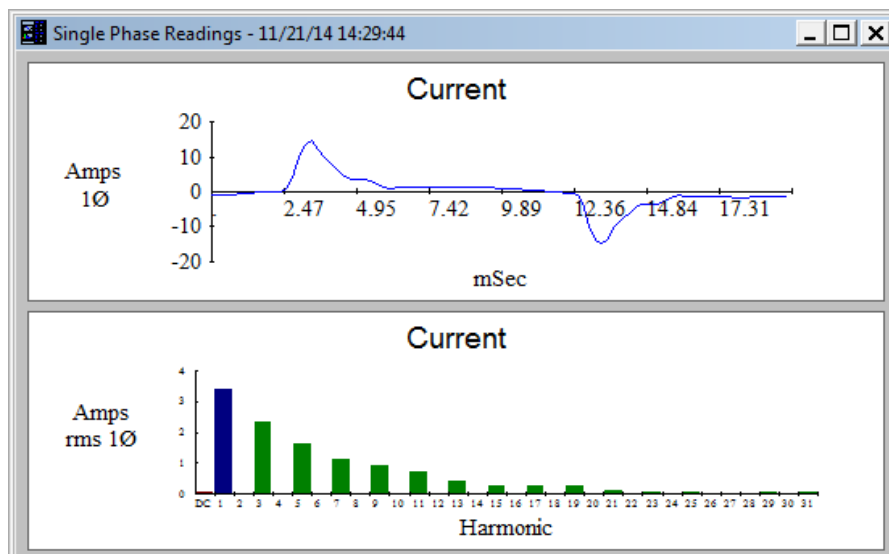 Single Phase Readings - 11/21/14 14:29:44
Current
20
10
0
-10
-20
Amps
1Ø
2.47 4.95 7.42 9.89 12.36 14.84 17.31
mSec
Current
4
3
2
1
0
Amps
rms 1Ø
DC 1 2 3 4 5 6 7 8 9 10 11 12 13 14 15 16 17 18 19 20 21 22 23 24 25 26 27 28 29 30 31
Harmonic